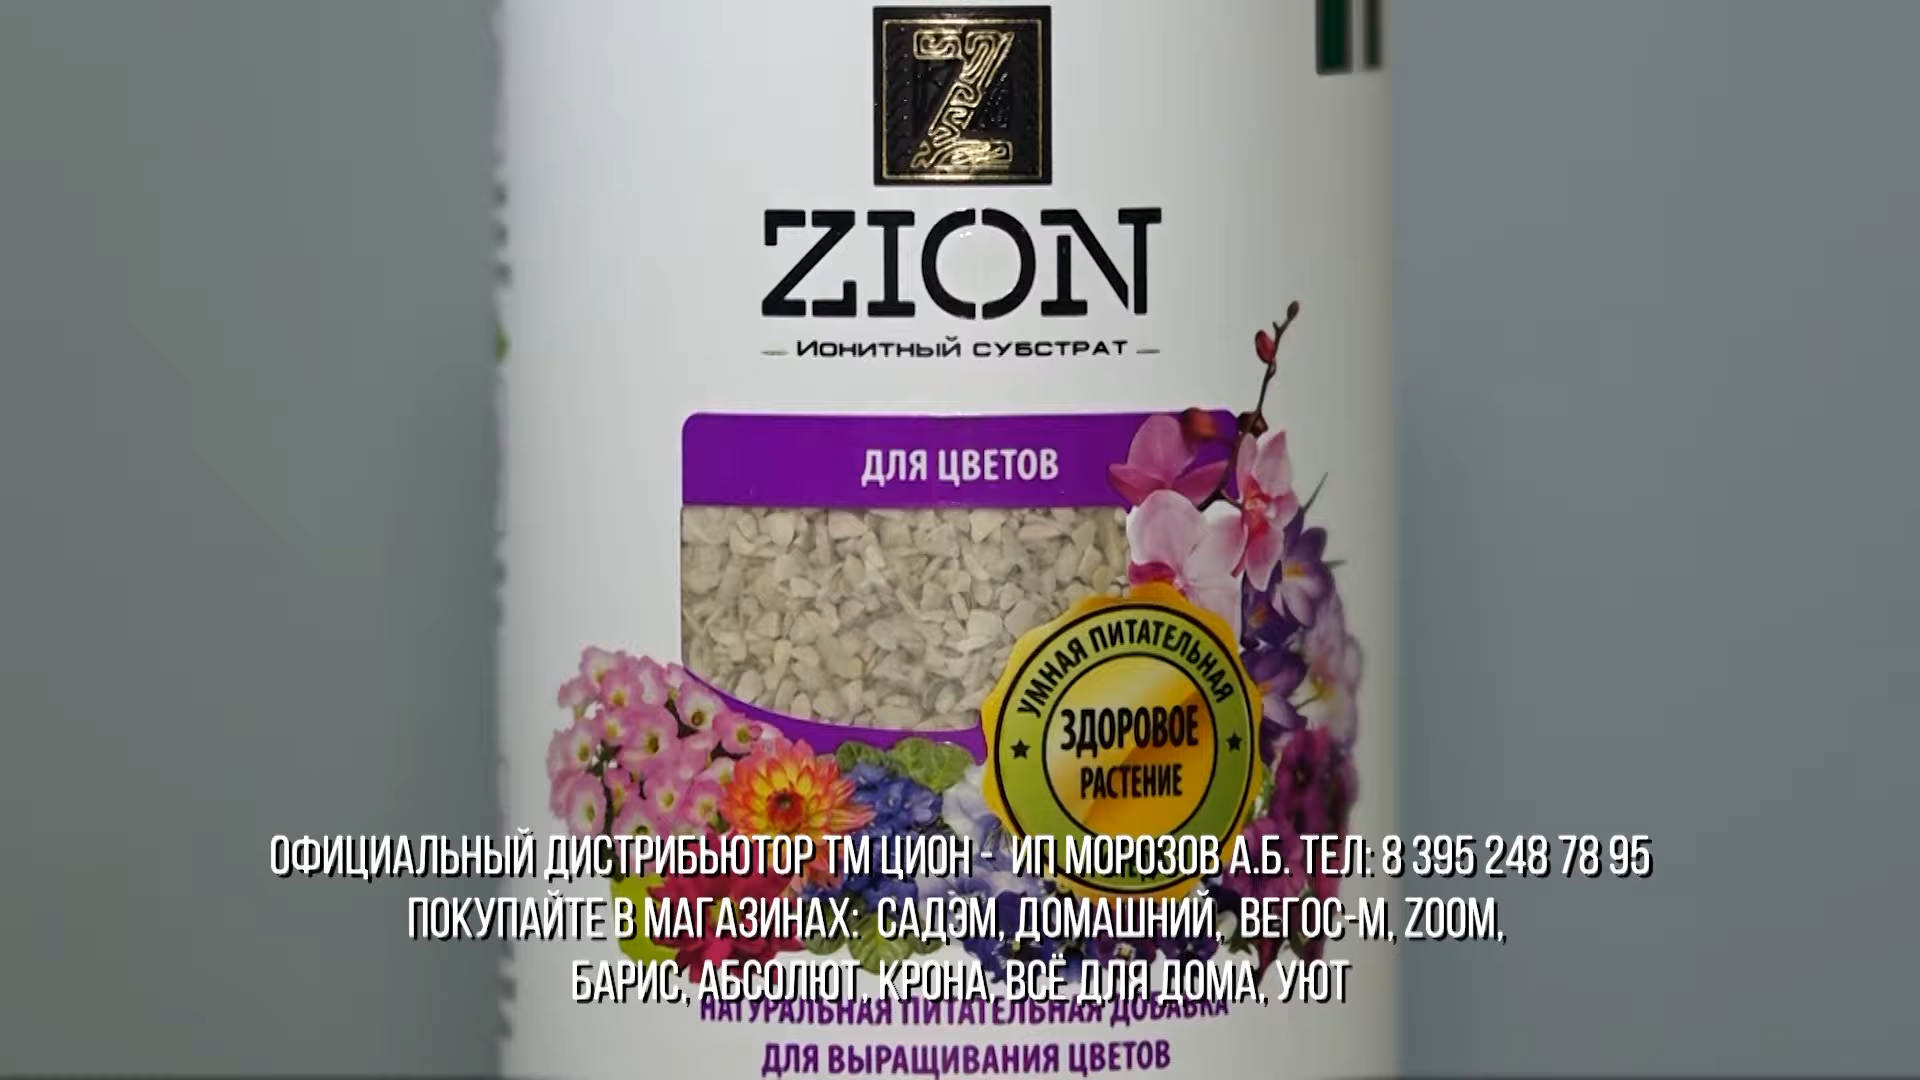 Z
ZION
Ионитный субстрат
ДЛЯ ЦВЕТОВ
УМНАЯ ПИТАТЕЛЬНАЯ
ЗДОРОВОЕ
РАСТЕНИЕ
ОФИЦИАЛЬНЫЙ ДИСТРИБЬЮТОР ТМ ЦИОН - ИП МОРОЗОВ А.Б. ТЕЛ: 8 395 248 78 95
ПОКУПАЙТЕ В МАГАЗИНАХ: САДЭМ, ДОМАШНИЙ, ВЕГОС-М, ZOOM,
БАРИС, АБСОЛЮТ, КРОНА, ВСЁ ДЛЯ ДОМА, УЮТ
НАТУРАЛЬНАЯ ПИТАТЕЛЬНАЯ ДОБАВКА
ДЛЯ ВЫРАЩИВАНИЯ ЦВЕТОВ